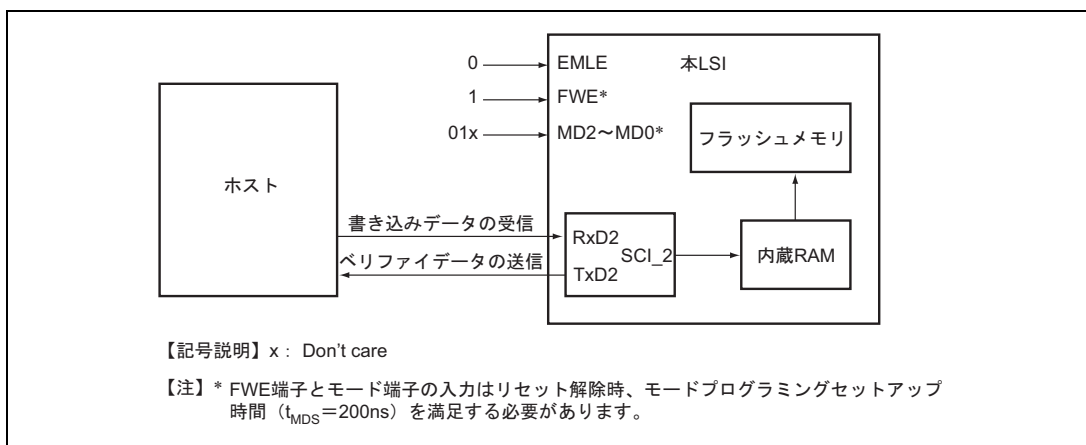 0
EMLE
本LSI
1
FWE*
01x
MD2～MD0*
フラッシュメモリ
ホスト
書き込みデータの受信
RxD2
SCI_2
内蔵RAM
ベリファイデータの送信
TxD2
【記号説明】x： Don't care
【注】* FWE端子とモード端子の入力はリセット解除時、モードプログラミングセットアップ
時間（tMDS＝200ns）を満足する必要があります。